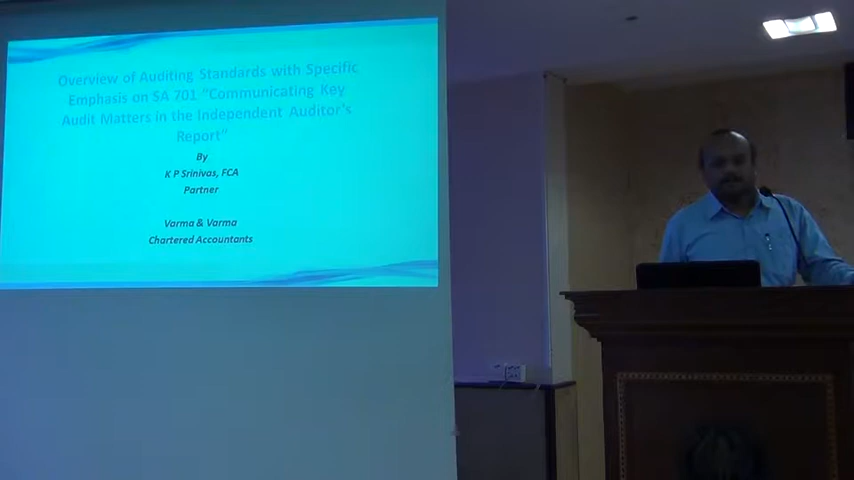 Overview of Auditing Standards with Specific
Emphasis on SA 701 “Communicating Key
Audit Matters in the Independent Auditor’s
Report”
By
K P Srinivas, FCA
Partner
Varma & Varma
Chartered Accountants